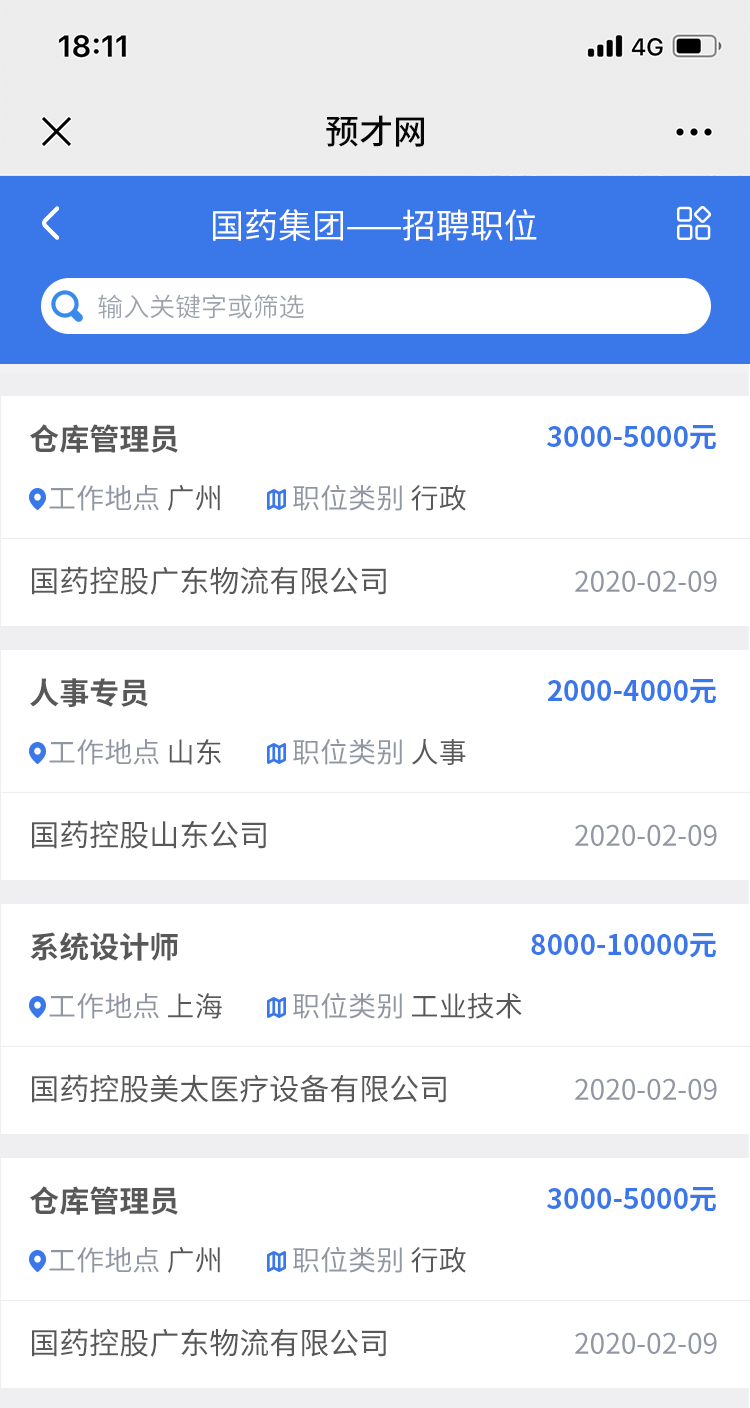 18:11 4G
预才网
国药集团——招聘职位
输入关键字或筛选
仓库管理员 3000-5000元
工作地点 广州 职位类别 行政
国药控股广东物流有限公司 2020-02-09
人事专员 2000-4000元
工作地点 山东 职位类别 人事
国药控股山东公司 2020-02-09
系统设计师 8000-10000元
工作地点 上海 职位类别 工业技术
国药控股美太医疗设备有限公司 2020-02-09
仓库管理员 3000-5000元
工作地点 广州 职位类别 行政
国药控股广东物流有限公司 2020-02-09